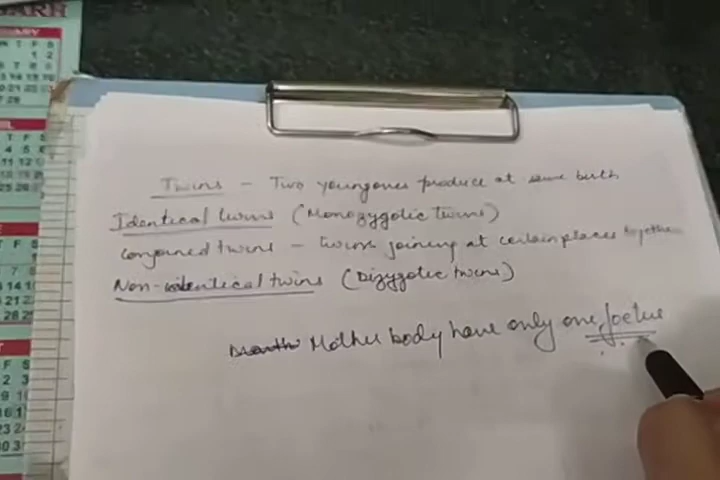 Twins - Two youngones produce at same birth
Identical twins (Monozygotic twins)
conjoined twins - twins joining at certain places together
Non-identical twins (Dizygotic twins)
Mother body have only one foetus